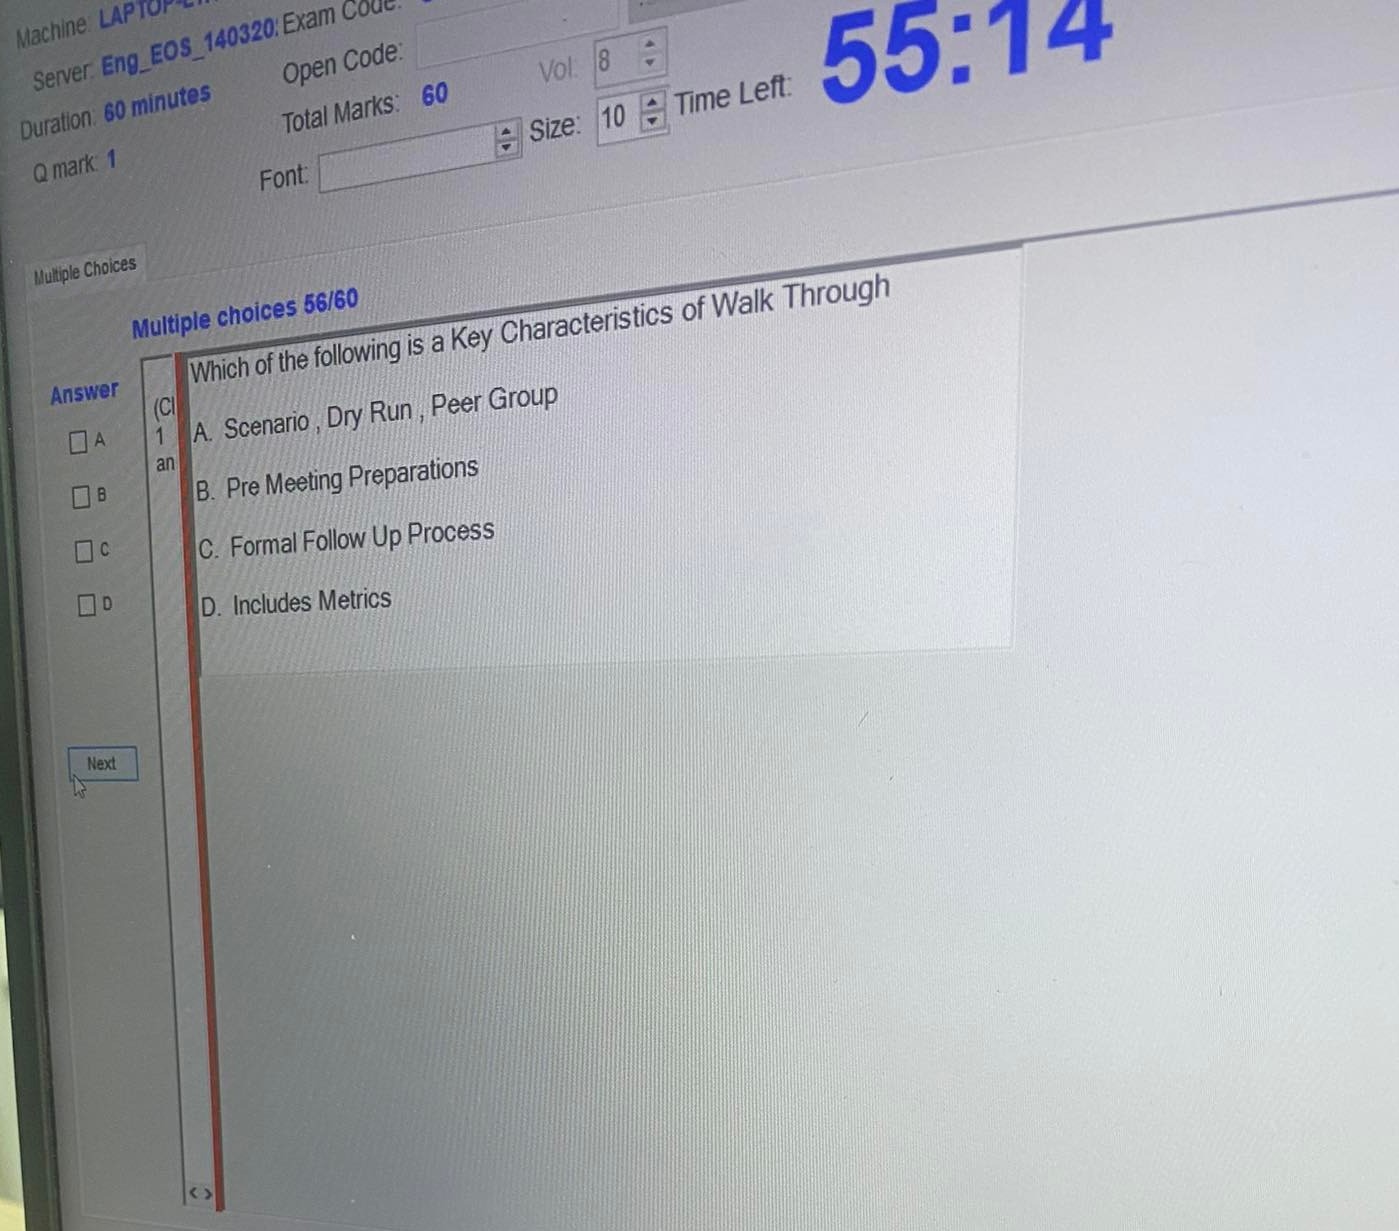 Machine: LAPTOP
Server: Eng_EOS_140320: Exam Code:
Duration: 60 minutes
Open Code:
Q mark: 1
Total Marks: 60
Vol: 8
Font:
Size: 10
Time Left: 55:14
Multiple Choices
Multiple choices 56/60
Answer
A
B
C
D
Next
(Cl
1
an
Which of the following is a Key Characteristics of Walk Through
A. Scenario , Dry Run , Peer Group
B. Pre Meeting Preparations
C. Formal Follow Up Process
D. Includes Metrics